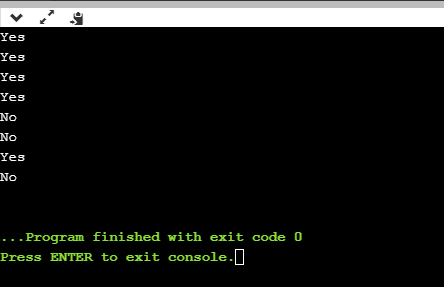 Yes
Yes
Yes
Yes
No
No
Yes
No
...Program finished with exit code 0
Press ENTER to exit console.